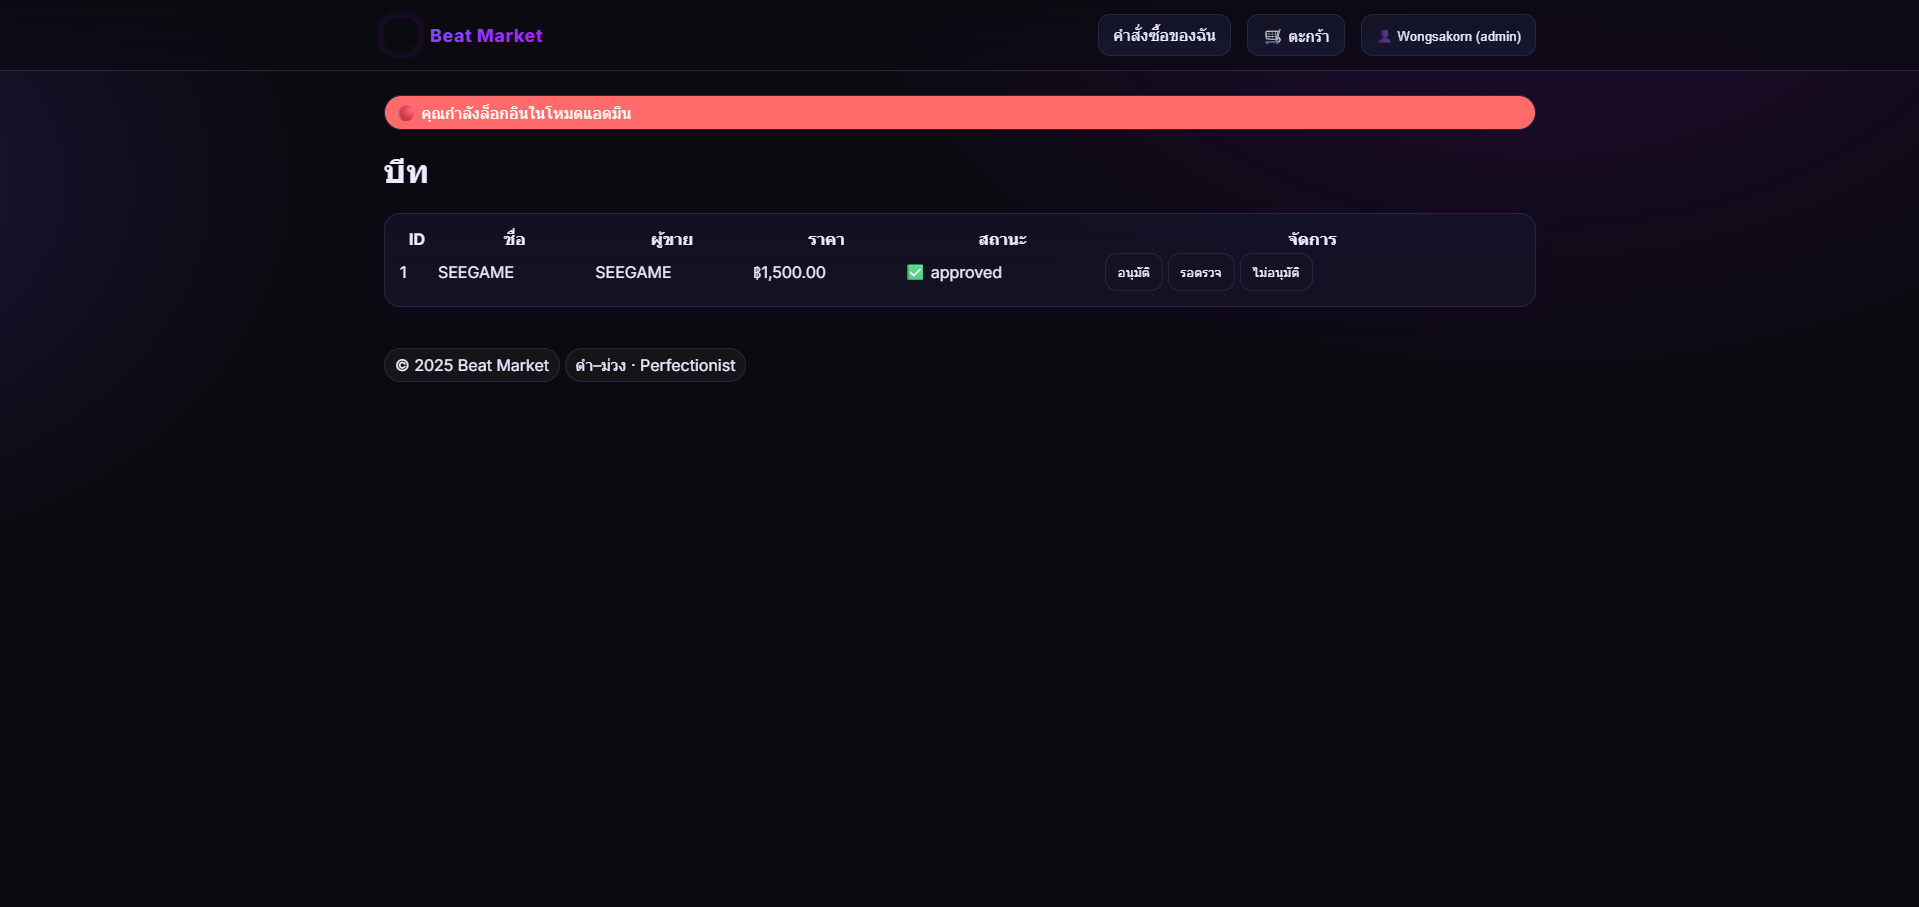 Beat Market คำสั่งซื้อของฉัน 🛒 ตะกร้า 👤 Wongsakorn (admin)
🔴 คุณกำลังล็อกอินในโหมดแอดมิน
บีท
ID ชื่อ ผู้ขาย ราคา สถานะ จัดการ
1 SEEGAME SEEGAME ฿1,500.00 ✅ approved อนุมัติ รอตรวจ ไม่อนุมัติ
© 2025 Beat Market ดำ–ม่วง · Perfectionist